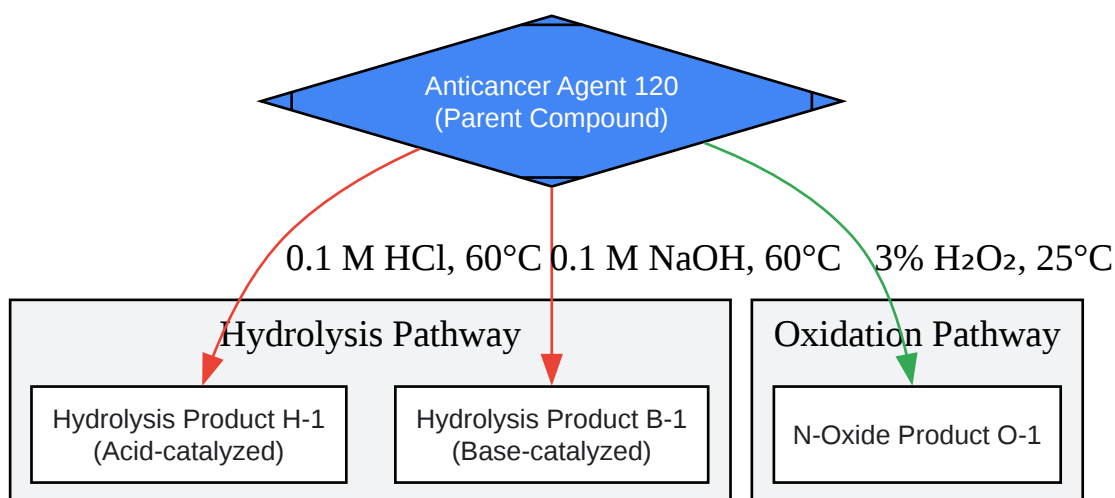 Anticancer Agent 120
(Parent Compound)
0.1 M HCl, 60°C
0.1 M NaOH, 60°C
3% H₂O₂, 25°C
Hydrolysis Pathway
Oxidation Pathway
Hydrolysis Product H-1
(Acid-catalyzed)
Hydrolysis Product B-1
(Base-catalyzed)
N-Oxide Product O-1